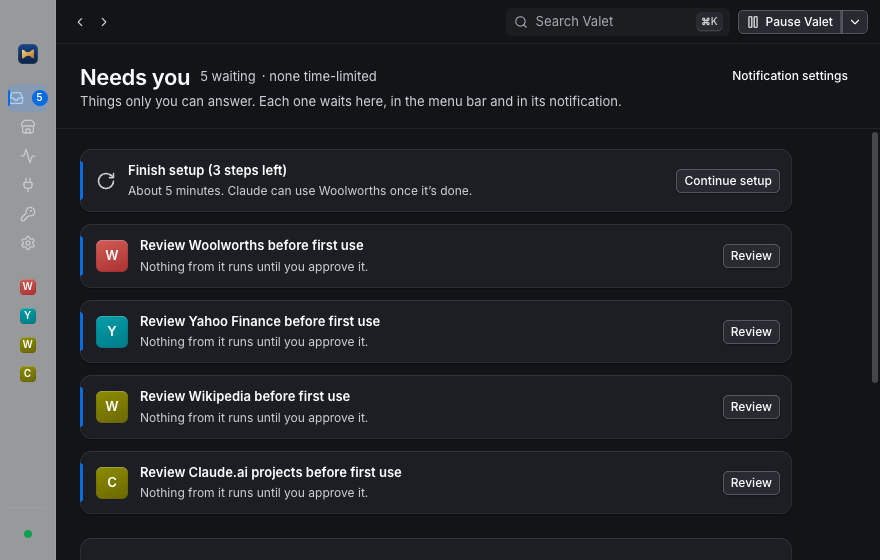 Search Valet
⌘K
Pause Valet
5
Needs you
5 waiting · none time-limited
Notification settings
Things only you can answer. Each one waits here, in the menu bar and in its notification.
Finish setup (3 steps left)
About 5 minutes. Claude can use Woolworths once it’s done.
Continue setup
W
Review Woolworths before first use
Nothing from it runs until you approve it.
Review
Y
Review Yahoo Finance before first use
Nothing from it runs until you approve it.
Review
W
Review Wikipedia before first use
Nothing from it runs until you approve it.
Review
C
Review Claude.ai projects before first use
Nothing from it runs until you approve it.
Review
W
Y
W
C